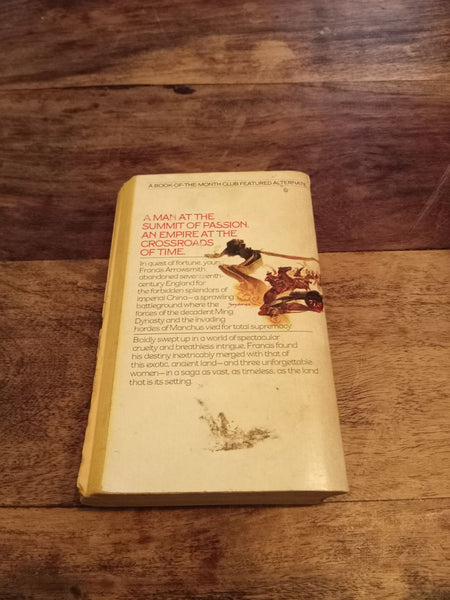 A BOOK-OF-THE-MONTH CLUB FEATURED ALTERNATE
A MAN AT THE
SUMMIT OF PASSION.
AN EMPIRE AT THE
CROSSROADS
OF TIME.
In quest of fortune, young
Francis Arrowsmith
abandoned seventeenth-
century England for
the forbidden splendors of
imperial China—a sprawling
battleground where the
forces of the decadent Ming
Dynasty and the invading
hordes of Manchus vied for total supremacy.
Boldly swept up in a world of spectacular
cruelty and breathless intrigue, Francis found
his destiny inextricably merged with that of
this exotic, ancient land—and three unforgettable
women—in a saga as vast, as timeless, as the land
that is its setting.